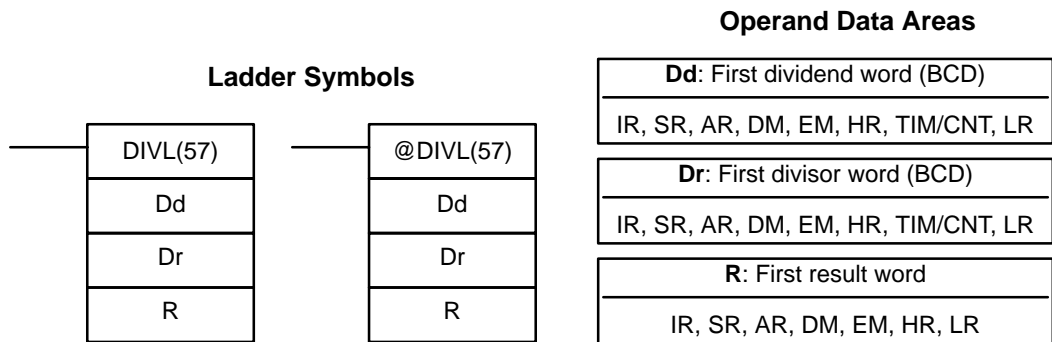 Ladder Symbols
DIVL(57)
Dd
Dr
R
@DIVL(57)
Dd
Dr
R
Operand Data Areas
Dd: First dividend word (BCD)
IR, SR, AR, DM, EM, HR, TIM/CNT, LR
Dr: First divisor word (BCD)
IR, SR, AR, DM, EM, HR, TIM/CNT, LR
R: First result word
IR, SR, AR, DM, EM, HR, LR